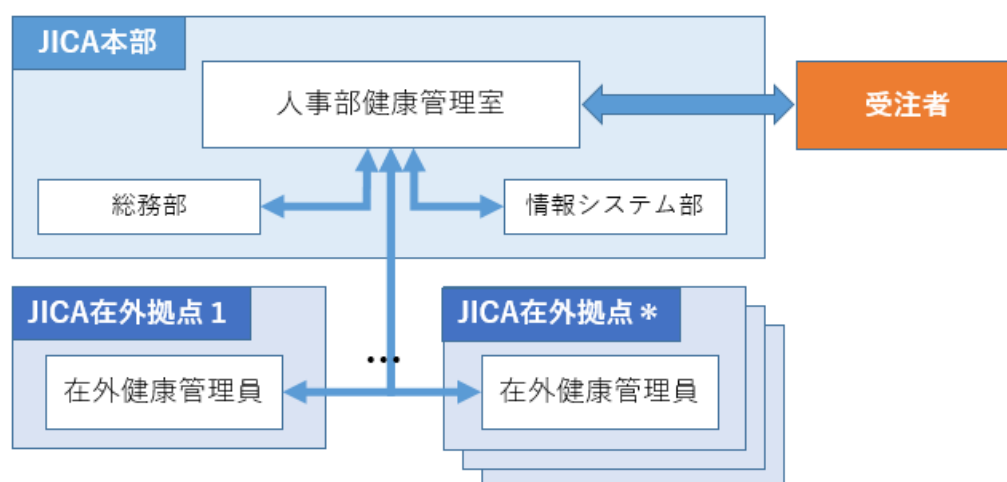 JICA本部
人事部健康管理室
受注者
総務部
情報システム部
JICA在外拠点1
JICA在外拠点＊
…
在外健康管理員
在外健康管理員